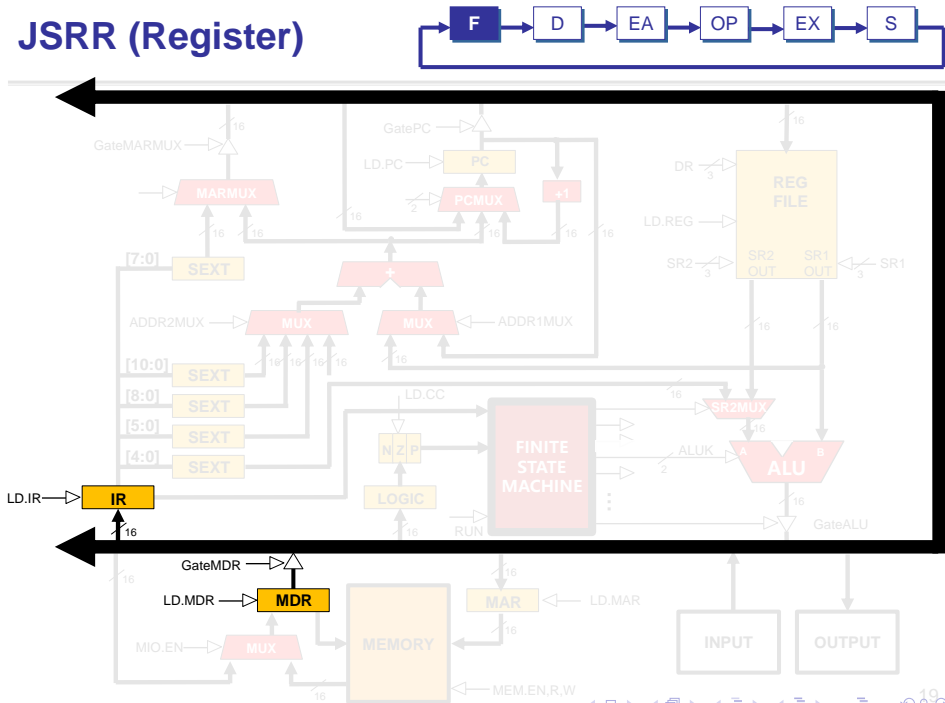 JSRR (Register)
F D EA OP EX S
16 16
GateMARMUX GatePC
LD.PC PC
DR 3
REG FILE
MARMUX
PCMUX
+1
2
16
LD.REG
16 16 16 16 16
[7:0] SEXT
SR2 3
SR2 OUT
SR1 OUT
3 SR1
+
ADDR2MUX MUX MUX ADDR1MUX
16 16
16 16 16 16 16
[10:0] SEXT
LD.CC
16
[8:0] SEXT
SR2MUX
16
[5:0] SEXT
N Z P
FINITE STATE MACHINE
ALUK
2
A B
ALU
[4:0] SEXT
LD.IR IR
LOGIC
16
16
RUN
GateALU
GateMDR
16 16
LD.MDR MDR
MAR LD.MAR
16
MIO.EN MUX
MEMORY
INPUT OUTPUT
16
MEM.EN,R,W
19